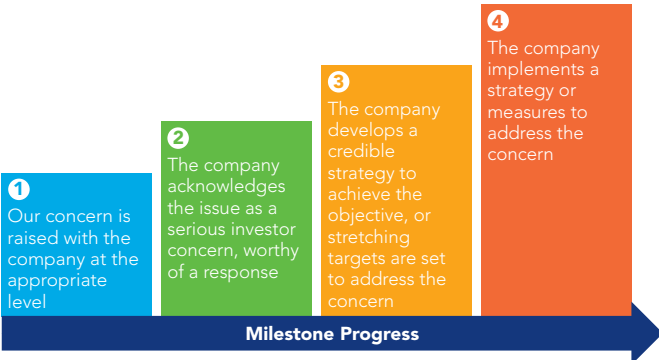 1
Our concern is
raised with the
company at the
appropriate
level
2
The company
acknowledges
the issue as a
serious investor
concern, worthy
of a response
3
The company
develops a
credible
strategy to
achieve the
objective, or
stretching
targets are set
to address the
concern
4
The company
implements a
strategy or
measures to
address the
concern
Milestone Progress